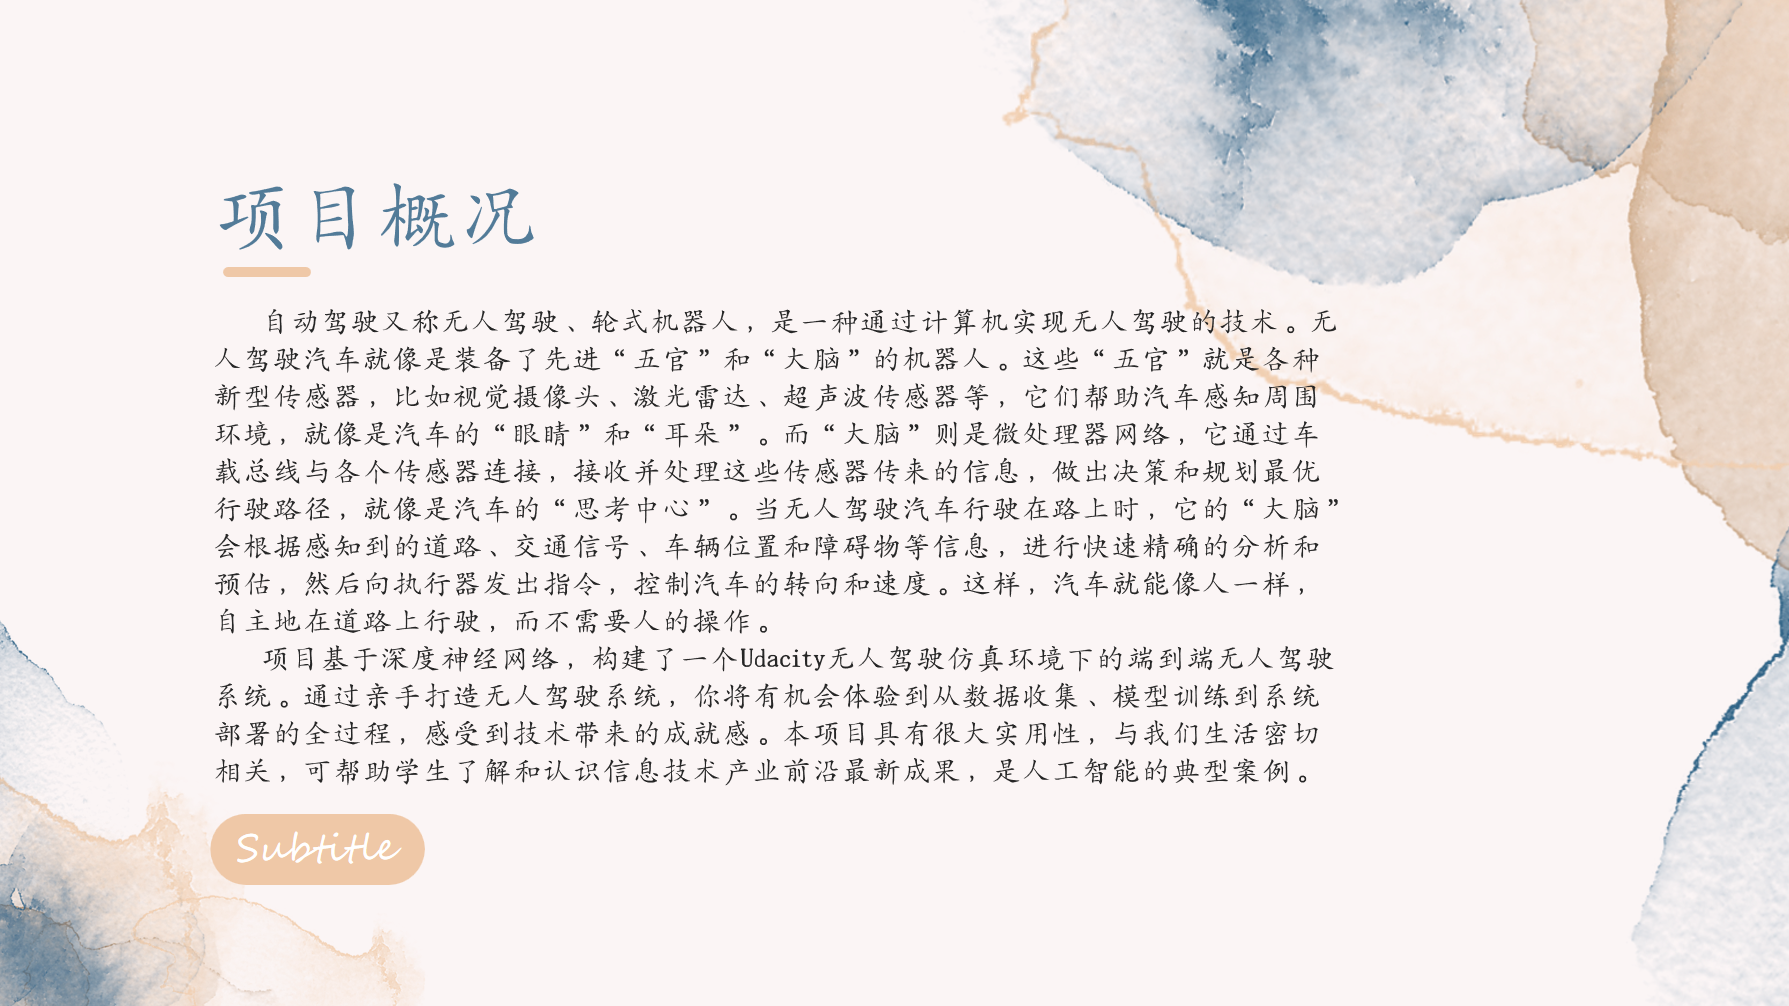 项目概况
自动驾驶又称无人驾驶、轮式机器人，是一种通过计算机实现无人驾驶的技术。无
人驾驶汽车就像是装备了先进“五官”和“大脑”的机器人。这些“五官”就是各种
新型传感器，比如视觉摄像头、激光雷达、超声波传感器等，它们帮助汽车感知周围
环境，就像是汽车的“眼睛”和“耳朵”。而“大脑”则是微处理器网络，它通过车
载总线与各个传感器连接，接收并处理这些传感器传来的信息，做出决策和规划最优
行驶路径，就像是汽车的“思考中心”。当无人驾驶汽车行驶在路上时，它的“大脑”
会根据感知到的道路、交通信号、车辆位置和障碍物等信息，进行快速精确的分析和
预估，然后向执行器发出指令，控制汽车的转向和速度。这样，汽车就能像人一样，
自主地在道路上行驶，而不需要人的操作。
项目基于深度神经网络，构建了一个Udacity无人驾驶仿真环境下的端到端无人驾驶
系统。通过亲手打造无人驾驶系统，你将有机会体验到从数据收集、模型训练到系统
部署的全过程，感受到技术带来的成就感。本项目具有很大实用性，与我们生活密切
相关，可帮助学生了解和认识信息技术产业前沿最新成果，是人工智能的典型案例。
Subtitle